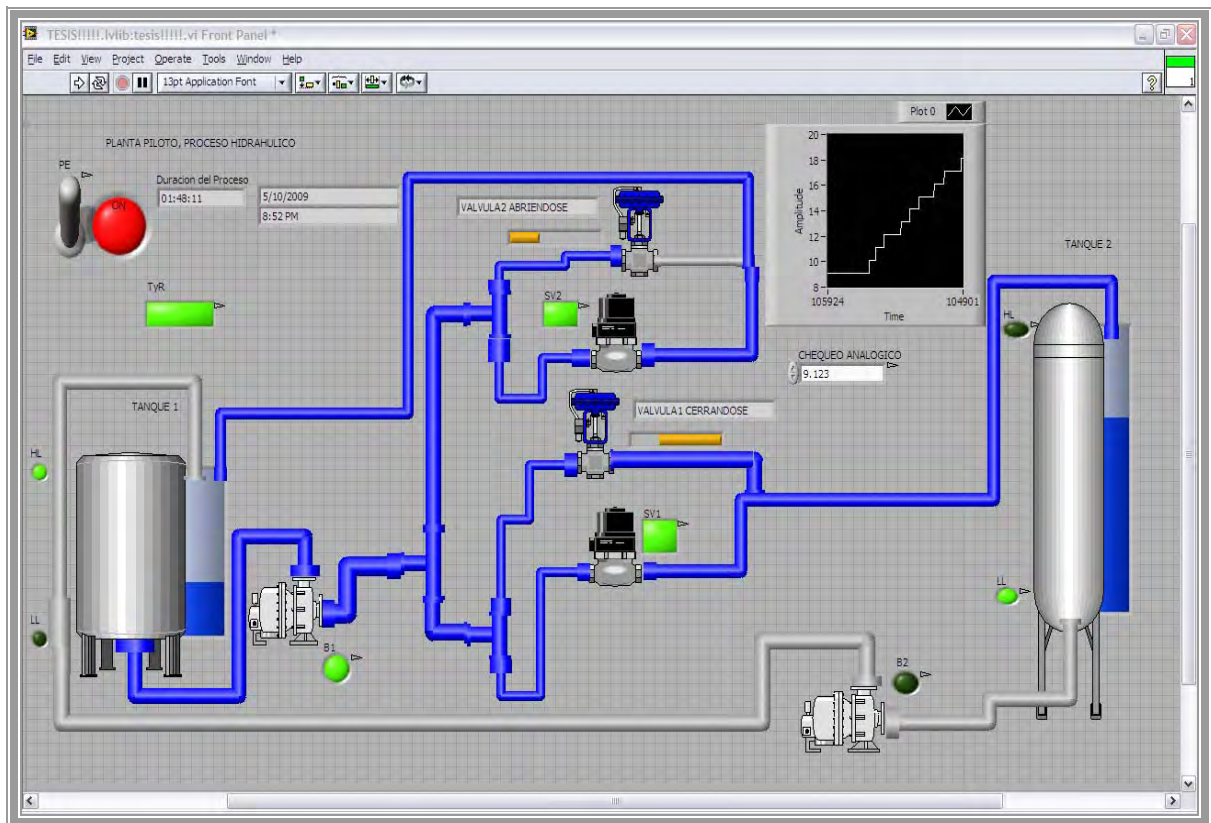 TESIS!!!!!.lvlib:tesis!!!!!.vi Front Panel *
File Edit View Project Operate Tools Window Help
13pt Application Font
1
PLANTA PILOTO, PROCESO HIDRAHULICO
PE
ON
Duracion del Proceso
01:48:11
5/10/2009
8:52 PM
TyR
VALVULA2 ABRIENDOSE
SV2
Plot 0
Amplitude
20
18
16
14
12
10
8
105924
104901
Time
TANQUE 2
HL
CHEQUEO ANALOGICO
9.123
TANQUE 1
VALVULA1 CERRANDOSE
HL
SV1
LL
LL
B1
B2